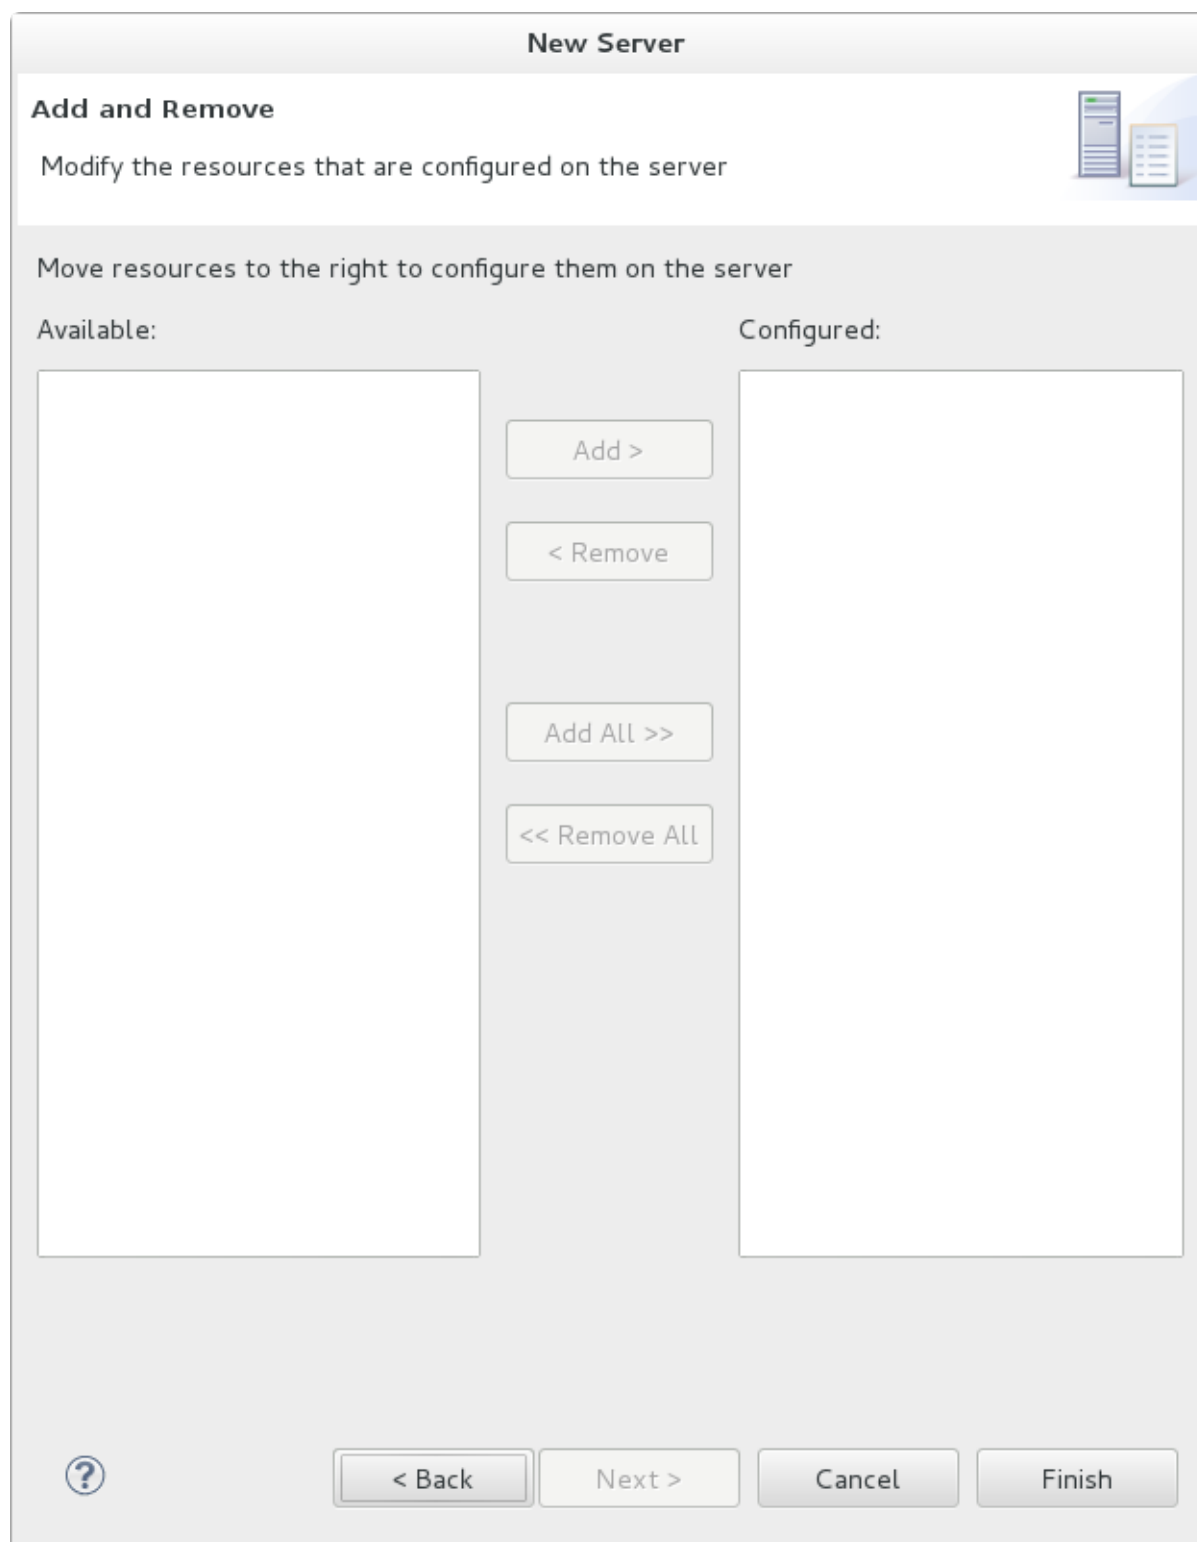 New Server
Add and Remove
Modify the resources that are configured on the server
Move resources to the right to configure them on the server
Available:
Configured:
Add >
< Remove
Add All >>
<< Remove All
?
< Back
Next >
Cancel
Finish